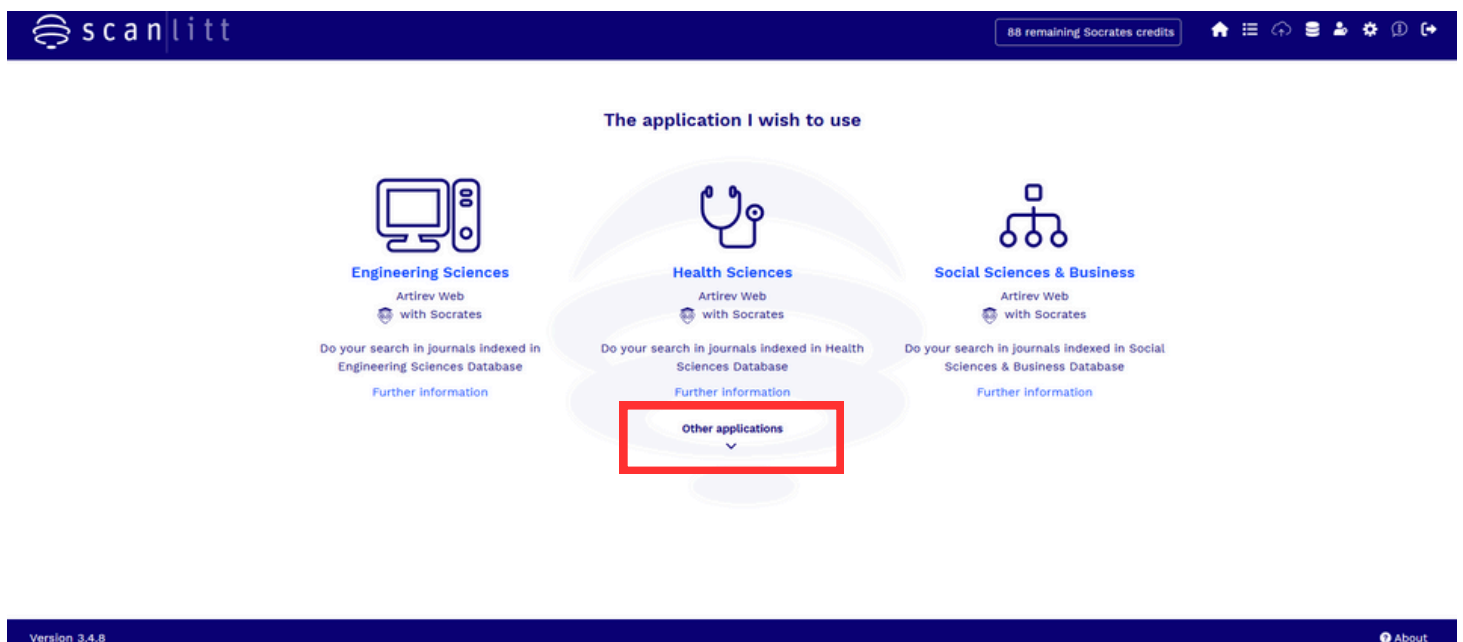 scanlitt
88 remaining Socrates credits
The application I wish to use
Engineering Sciences
Artirev Web
with Socrates
Do your search in journals indexed in
Engineering Sciences Database
Further information
Health Sciences
Artirev Web
with Socrates
Do your search in journals indexed in Health
Sciences Database
Further information
Social Sciences & Business
Artirev Web
with Socrates
Do your search in journals indexed in Social
Sciences & Business Database
Further information
Other applications
Version 3.4.8
About